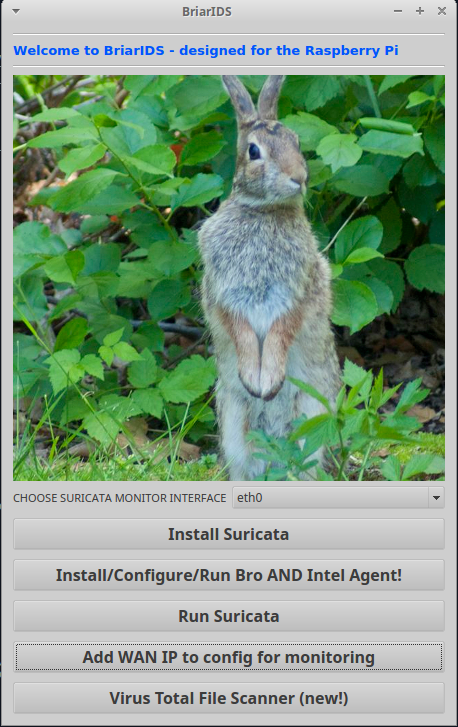 BriarIDS
Welcome to BriarIDS - designed for the Raspberry Pi
CHOOSE SURICATA MONITOR INTERFACE eth0
Install Suricata
Install/Configure/Run Bro AND Intel Agent!
Run Suricata
Add WAN IP to config for monitoring
Virus Total File Scanner (new!)